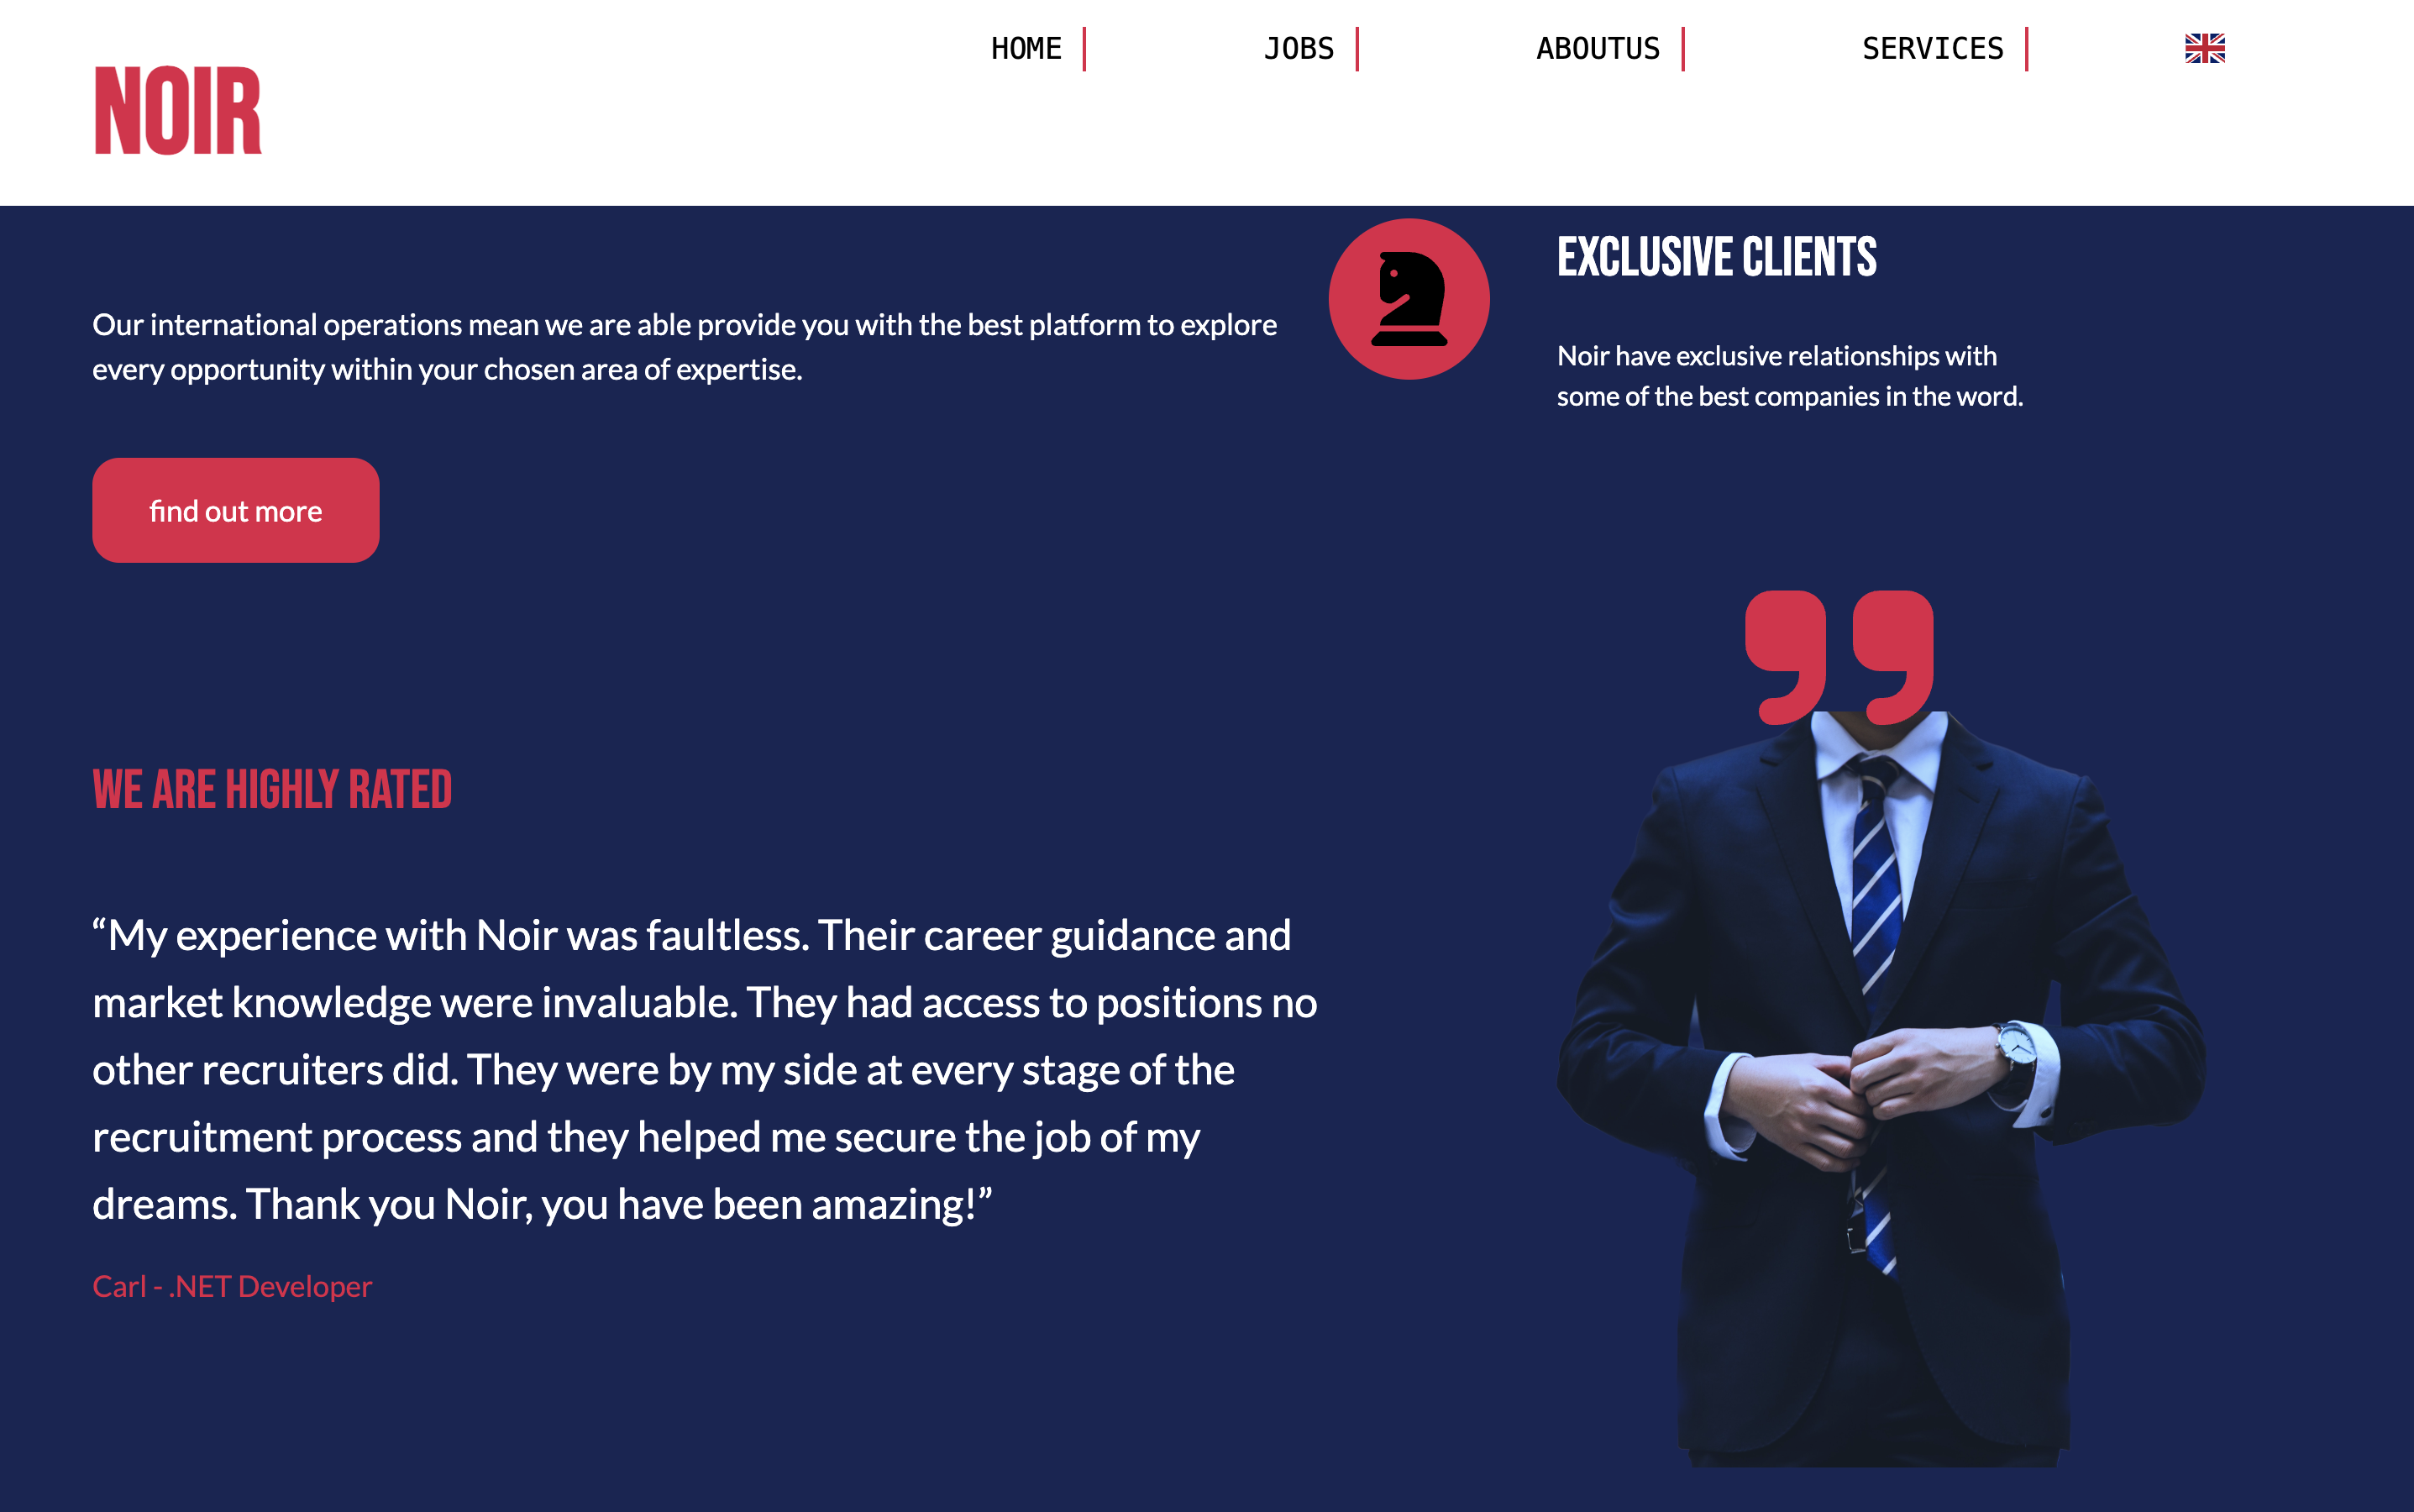 HOME
JOBS
ABOUTUS
SERVICES
NOIR
Our international operations mean we are able provide you with the best platform to explore
every opportunity within your chosen area of expertise.
find out more
EXCLUSIVE CLIENTS
Noir have exclusive relationships with
some of the best companies in the word.
WE ARE HIGHLY RATED
“My experience with Noir was faultless. Their career guidance and
market knowledge were invaluable. They had access to positions no
other recruiters did. They were by my side at every stage of the
recruitment process and they helped me secure the job of my
dreams. Thank you Noir, you have been amazing!”
Carl - .NET Developer